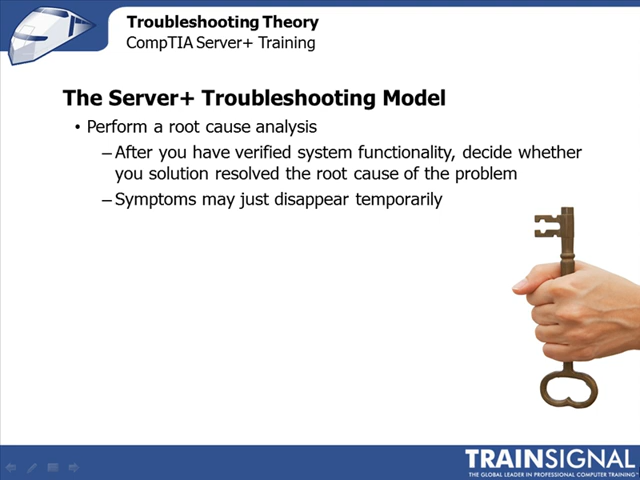 Troubleshooting Theory
CompTIA Server+ Training
The Server+ Troubleshooting Model
• Perform a root cause analysis
– After you have verified system functionality, decide whether
you solution resolved the root cause of the problem
– Symptoms may just disappear temporarily
TRAINSIGNAL
THE GLOBAL LEADER IN PROFESSIONAL COMPUTER TRAINING™